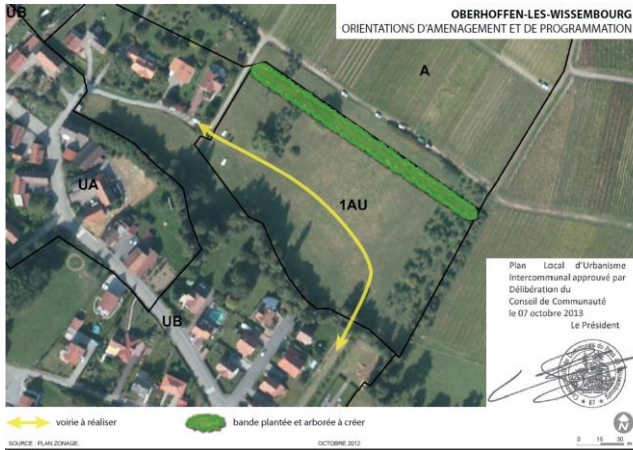 OBERHOFFEN-LES-WISSEMBOURG
ORIENTATIONS D'AMENAGEMENT ET DE PROGRAMMATION
UB
A
UA
1AU
UB
Plan Local d'Urbanisme
Intercommunal approuvé par
Délibération du
Conseil de Communauté
le 07 octobre 2013
Le Président
67
voirie à réaliser
bande plantée et arborée à créer
N
SOURCE : PLAN ZONAGE
OCTOBRE 2012
0 15 30 m